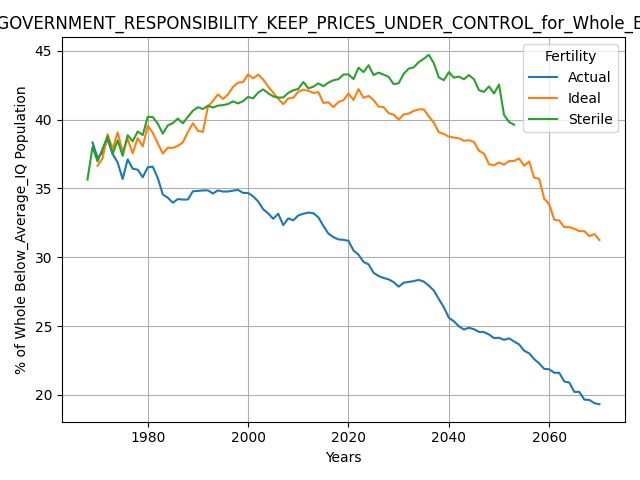 GOVERNMENT_RESPONSIBILITY_KEEP_PRICES_UNDER_CONTROL_for_Whole_
45
40
35
30
25
20
% of Whole Below_Average_IQ Population
Fertility
Actual
Ideal
Sterile
1980 2000 2020 2040 2060
Years